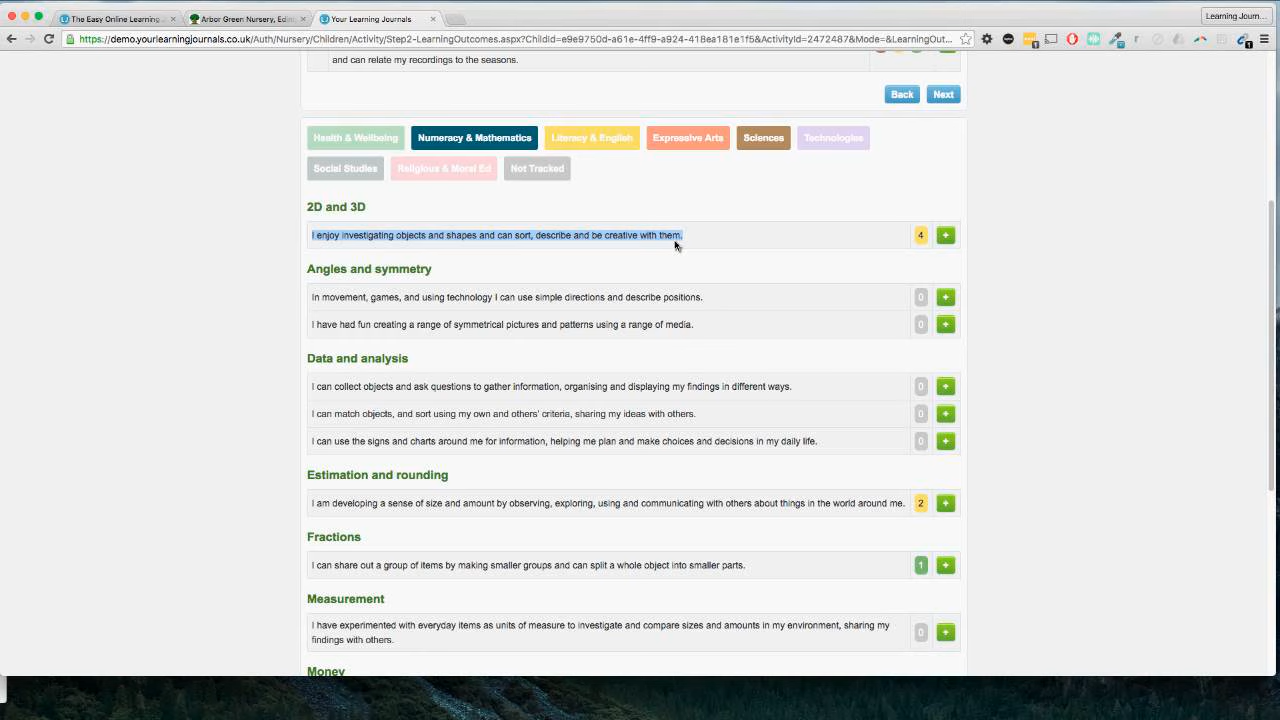 The Easy Online Learning
Arbor Green Nursery, Edin
Your Learning Journals
Learning Journ...
https://demo.yourlearningjournals.co.uk/Auth/Nursery/Children/Activity/Step2-LearningOutcomes.aspx?ChildId=e9e9750d-a61e-4ff9-a924-418ea181e1f5&ActivityId=2472487&Mode=&LearningOut...
and can relate my recordings to the seasons.
Back Next
Health & Wellbeing Numeracy & Mathematics Literacy & English Expressive Arts Sciences Technologies
Social Studies Religious & Moral Ed Not Tracked
2D and 3D
I enjoy investigating objects and shapes and can sort, describe and be creative with them. 4 +
Angles and symmetry
In movement, games, and using technology I can use simple directions and describe positions. 0 +
I have had fun creating a range of symmetrical pictures and patterns using a range of media. 0 +
Data and analysis
I can collect objects and ask questions to gather information, organising and displaying my findings in different ways. 0 +
I can match objects, and sort using my own and others' criteria, sharing my ideas with others. 0 +
I can use the signs and charts around me for information, helping me plan and make choices and decisions in my daily life. 0 +
Estimation and rounding
I am developing a sense of size and amount by observing, exploring, using and communicating with others about things in the world around me. 2 +
Fractions
I can share out a group of items by making smaller groups and can split a whole object into smaller parts. 1 +
Measurement
I have experimented with everyday items as units of measure to investigate and compare sizes and amounts in my environment, sharing my
findings with others. 0 +
Money